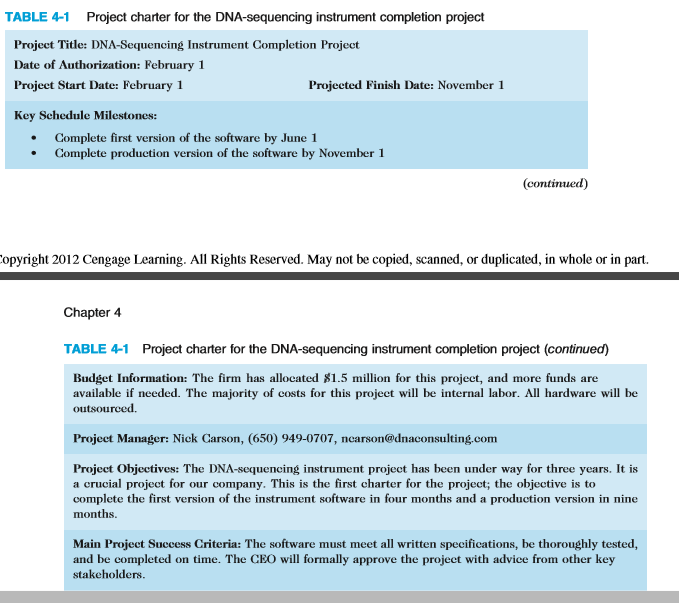 TABLE 4-1 Project charter for the DNA-sequencing instrument completion project
Project Title: DNA-Sequencing Instrument Completion Project
Date of Authorization: February 1
Project Start Date: February 1 Projected Finish Date: November 1
Key Schedule Milestones:
• Complete first version of the software by June 1
• Complete production version of the software by November 1
(continued)
Copyright 2012 Cengage Learning. All Rights Reserved. May not be copied, scanned, or duplicated, in whole or in part.
Chapter 4
TABLE 4-1 Project charter for the DNA-sequencing instrument completion project (continued)
Budget Information: The firm has allocated $1.5 million for this project, and more funds are
available if needed. The majority of costs for this project will be internal labor. All hardware will be
outsourced.
Project Manager: Nick Carson, (650) 949-0707, ncarson@dnaconsulting.com
Project Objectives: The DNA-sequencing instrument project has been under way for three years. It is
a crucial project for our company. This is the first charter for the project; the objective is to
complete the first version of the instrument software in four months and a production version in nine
months.
Main Project Success Criteria: The software must meet all written specifications, be thoroughly tested,
and be completed on time. The CEO will formally approve the project with advice from other key
stakeholders.